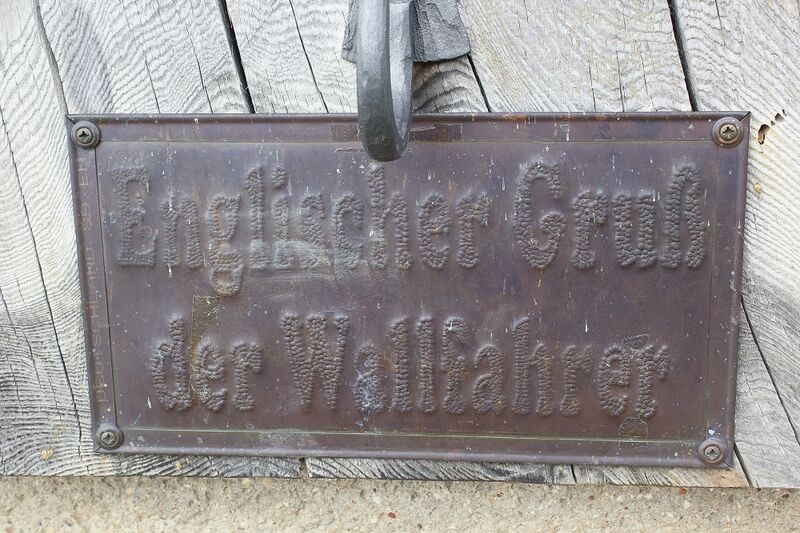 Englischer Gruß
der Wallfahrer